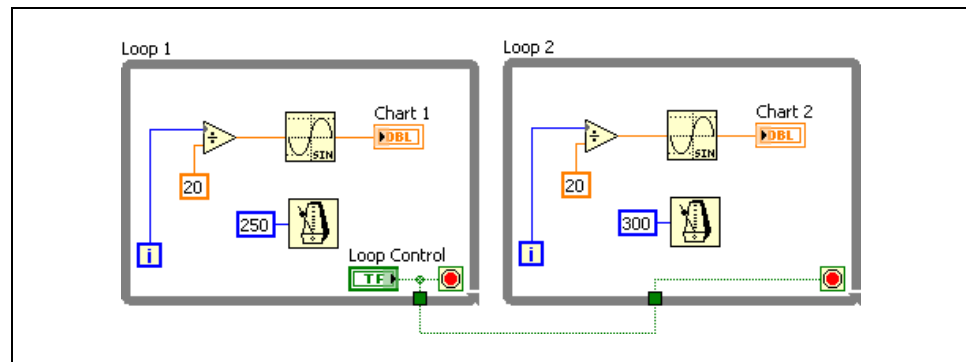 Loop 1
Chart 1
÷
SIN
DBL
20
250
i
Loop Control
TF
Loop 2
Chart 2
÷
SIN
DBL
20
300
i